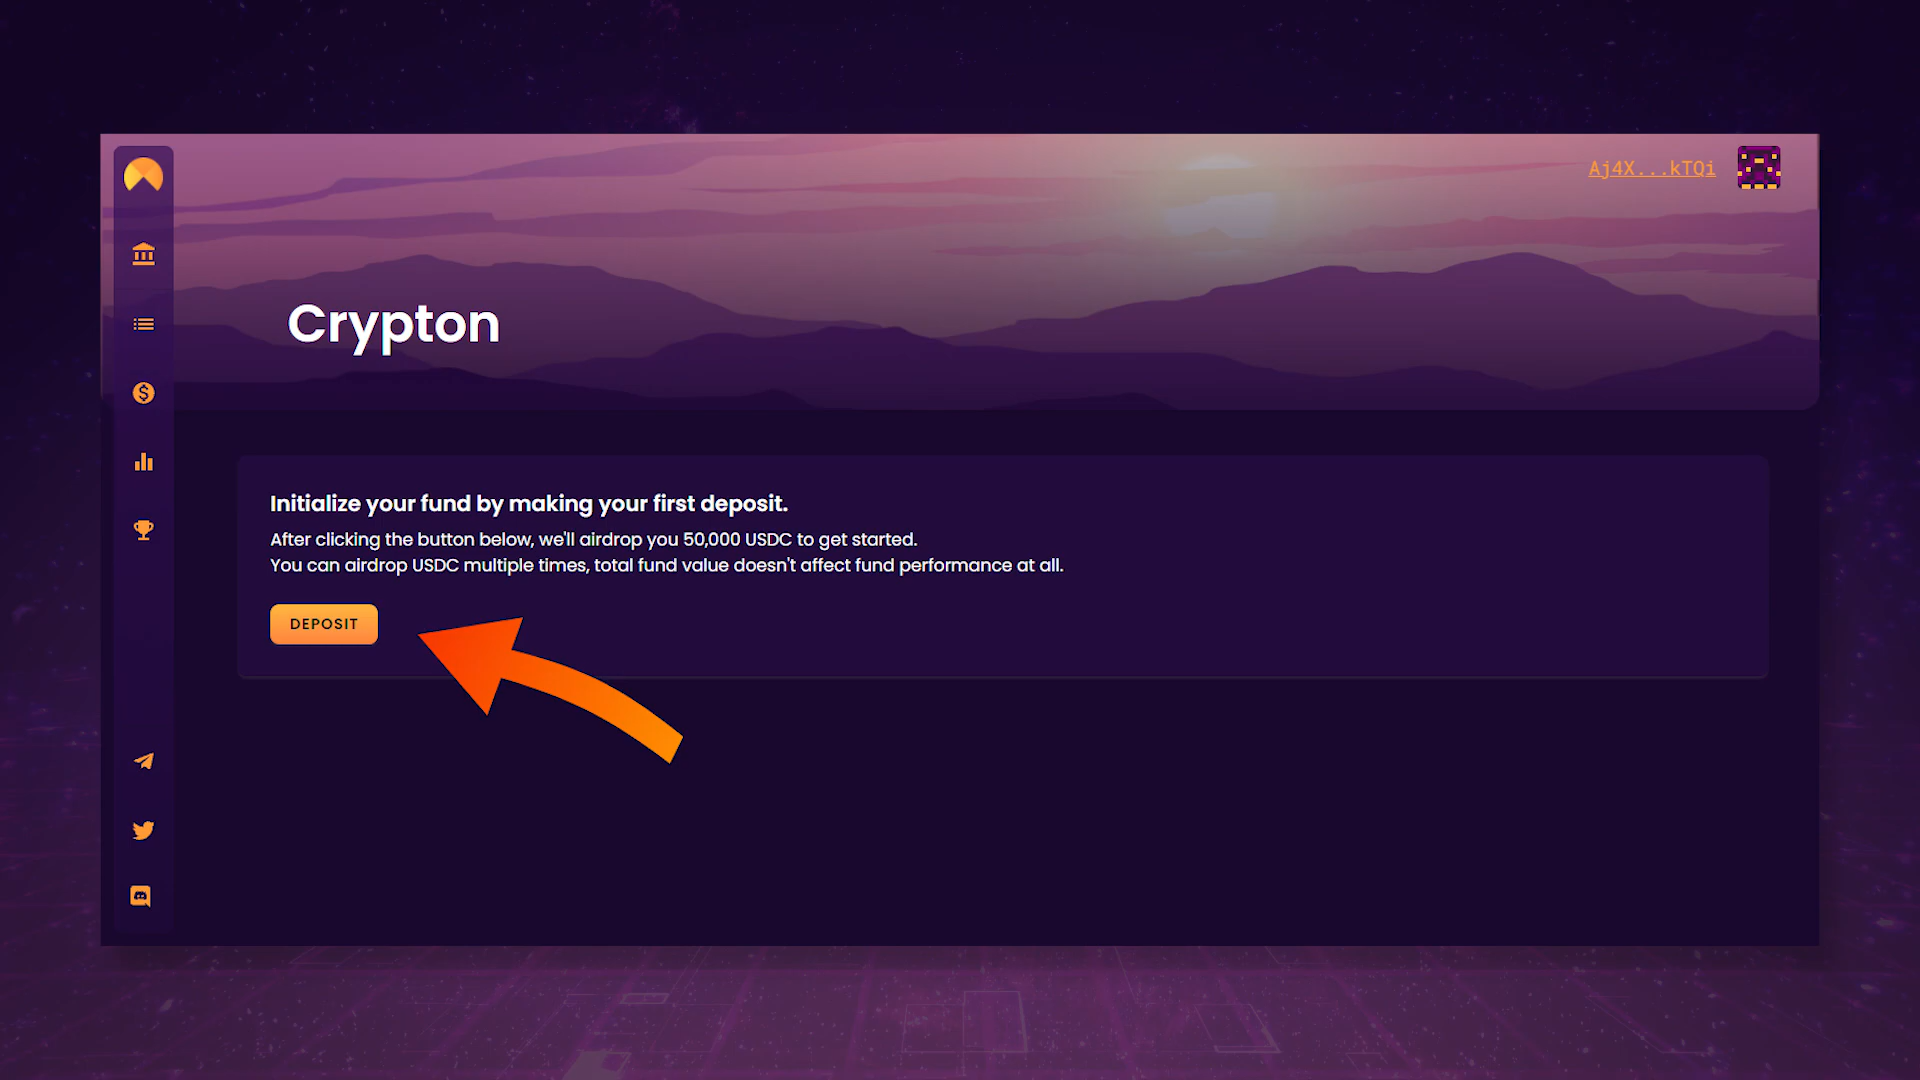 Aj4X...kTQi
Crypton
Initialize your fund by making your first deposit.
After clicking the button below, we'll airdrop you 50,000 USDC to get started.
You can airdrop USDC multiple times, total fund value doesn't affect fund performance at all.
DEPOSIT